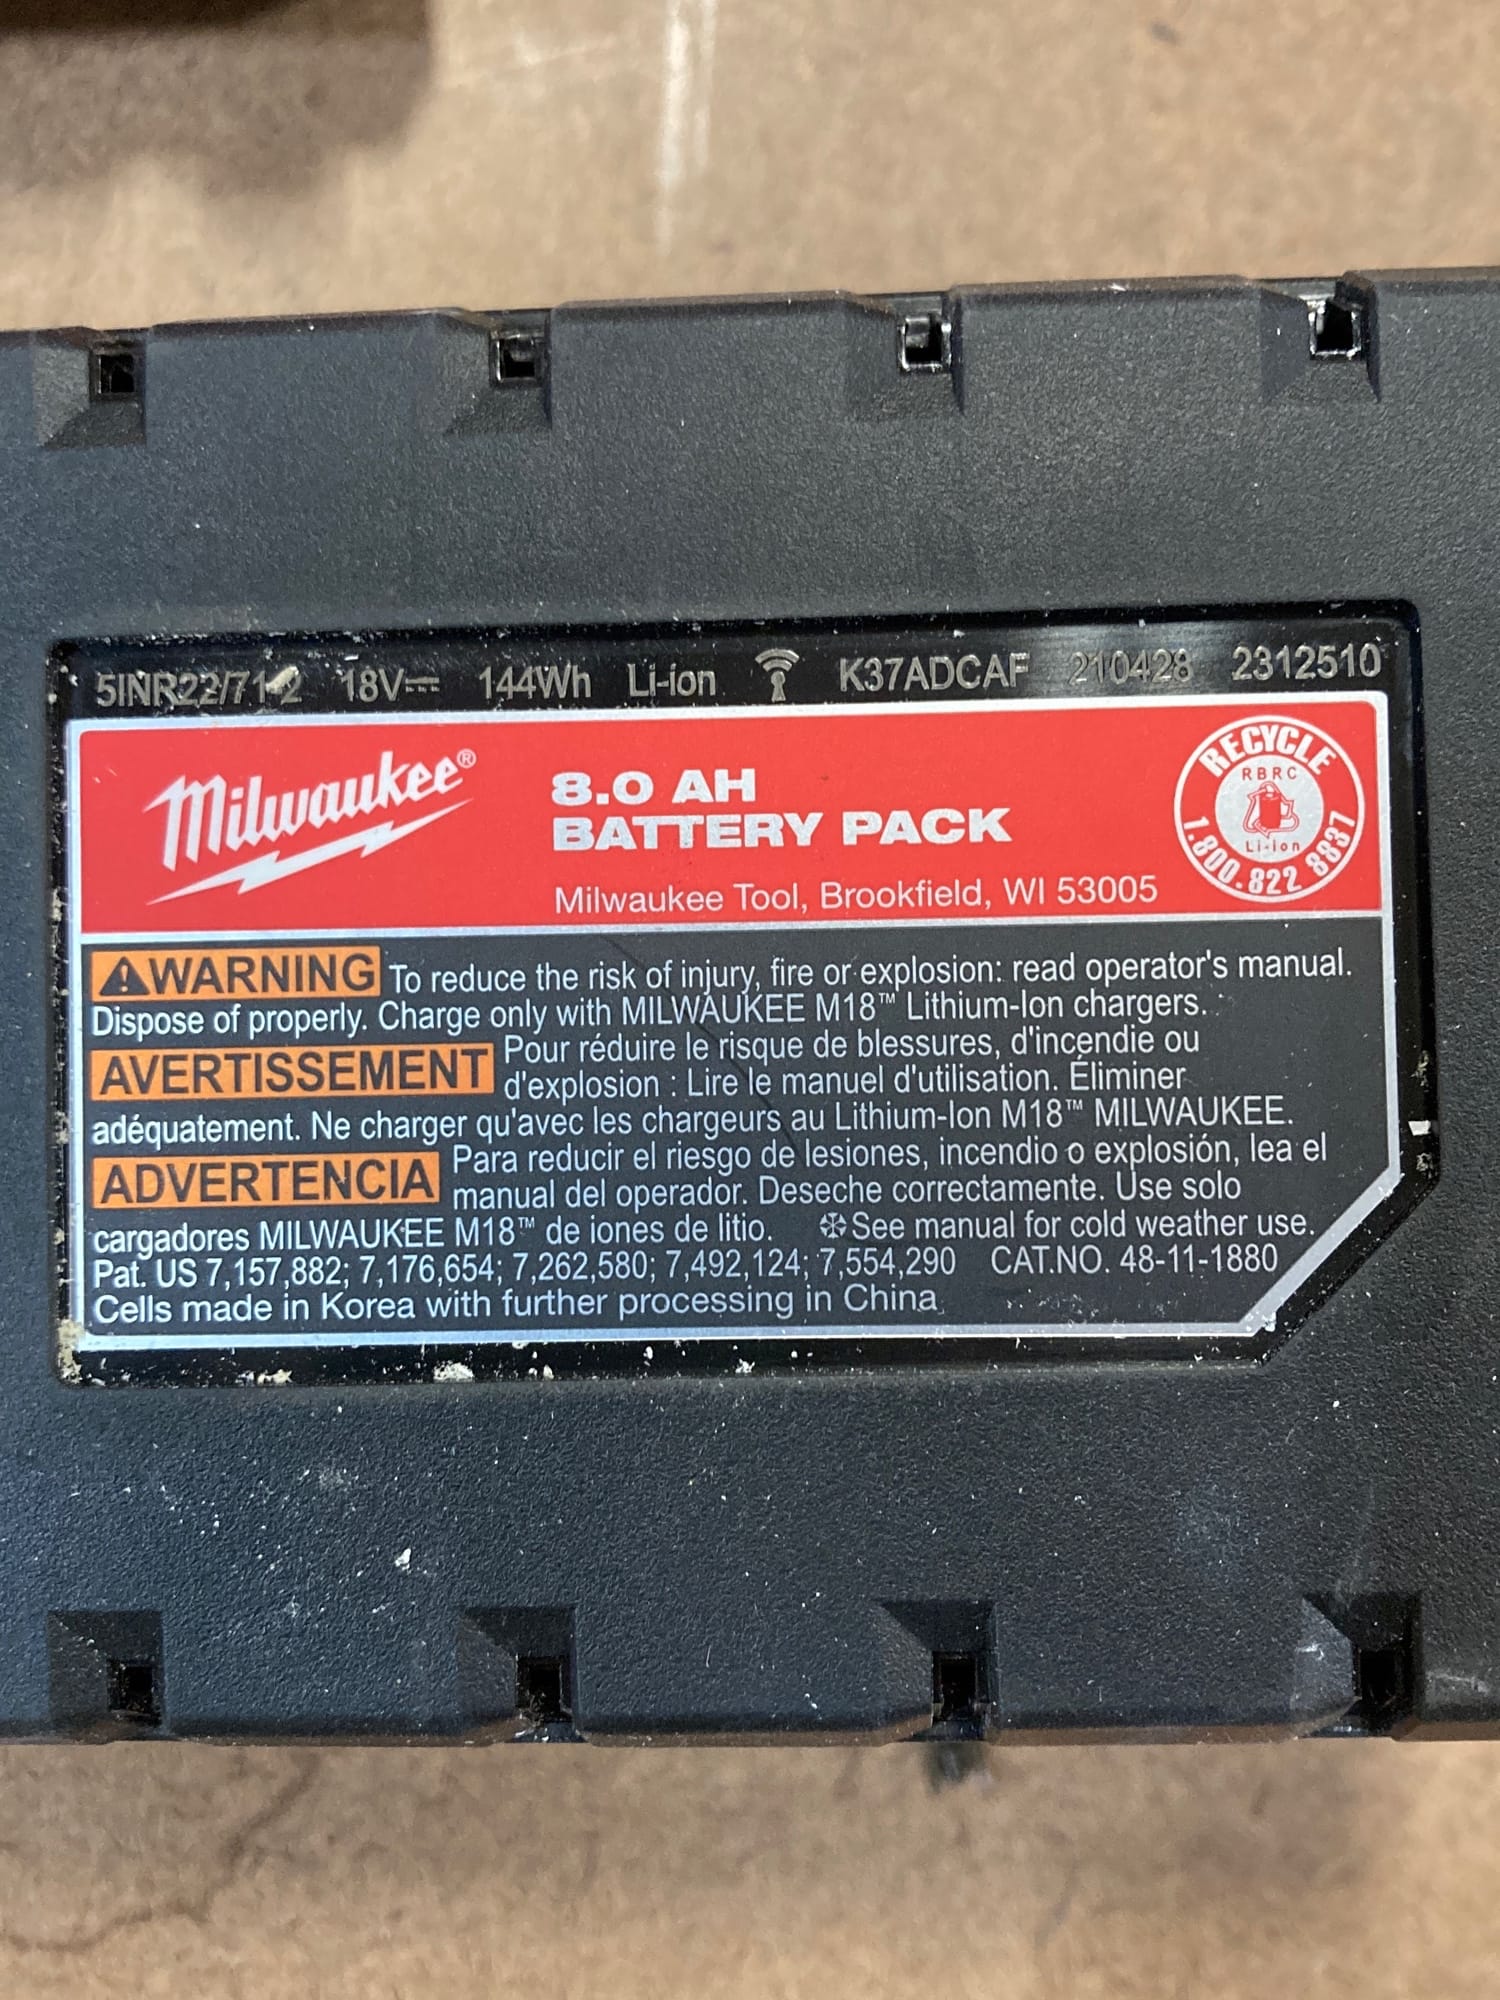 5INR22/71-2 18V⎓ 144Wh Li-ion K37ADCAF 210428 2312510
Milwaukee®
8.0 AH
BATTERY PACK
Milwaukee Tool, Brookfield, WI 53005
RECYCLE
RBRC
Li-ion
1.800.822 8837
⚠WARNING To reduce the risk of injury, fire or explosion: read operator's manual.
Dispose of properly. Charge only with MILWAUKEE M18™ Lithium-Ion chargers.
AVERTISSEMENT Pour réduire le risque de blessures, d'incendie ou
d'explosion : Lire le manuel d'utilisation. Éliminer
adéquatement. Ne charger qu'avec les chargeurs au Lithium-Ion M18™ MILWAUKEE.
ADVERTENCIA Para reducir el riesgo de lesiones, incendio o explosión, lea el
manual del operador. Deseche correctamente. Use solo
cargadores MILWAUKEE M18™ de iones de litio. ❄See manual for cold weather use.
Pat. US 7,157,882; 7,176,654; 7,262,580; 7,492,124; 7,554,290 CAT.NO. 48-11-1880
Cells made in Korea with further processing in China